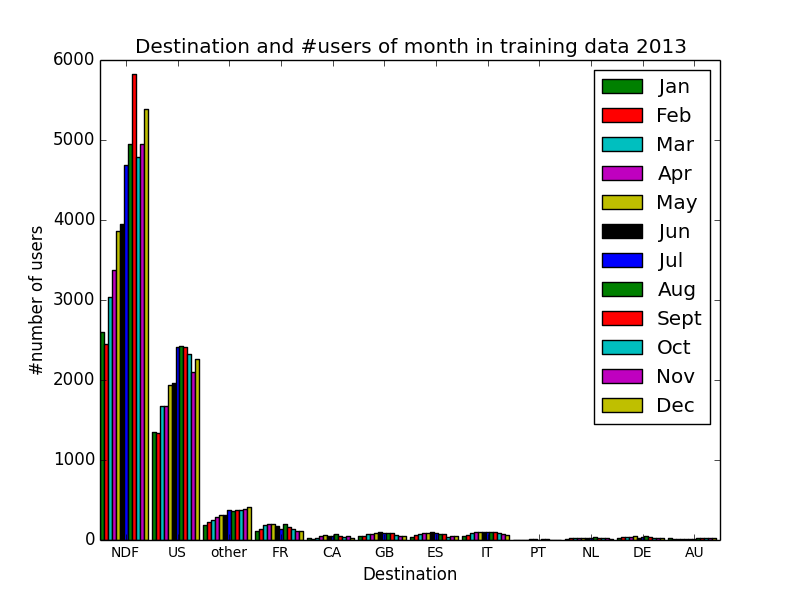 Destination and #users of month in training data 2013
6000
5000
4000
3000
2000
1000
0
#number of users
Jan
Feb
Mar
Apr
May
Jun
Jul
Aug
Sept
Oct
Nov
Dec
NDF US other FR CA GB ES IT PT NL DE AU
Destination